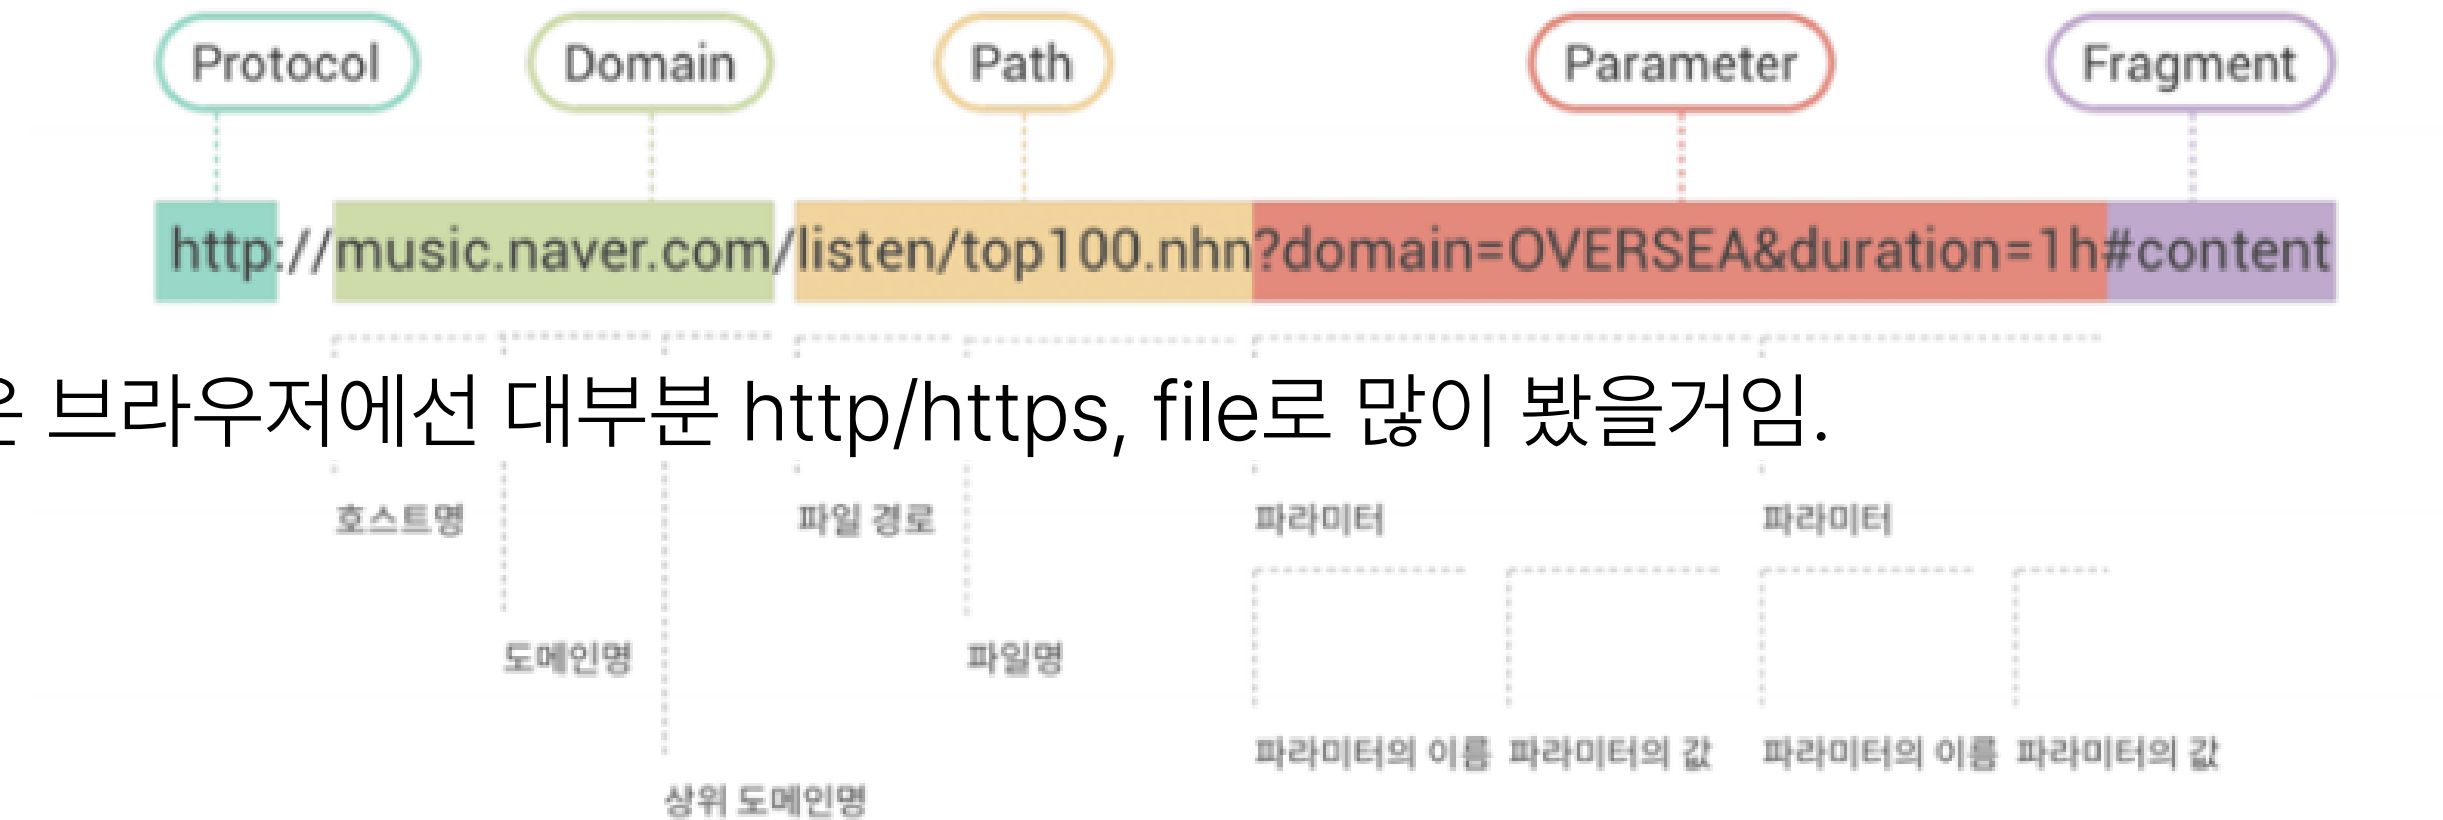 Protocol Domain Path Parameter Fragment
http://music.naver.com/listen/top100.nhn?domain=OVERSEA&duration=1h#content
브라우저에선 대부분 http/https, file로 많이 봤을거임.
호스트명 파일 경로 파라미터 파라미터
도메인명 파일명
파라미터의 이름 파라미터의 값 파라미터의 이름 파라미터의 값
상위 도메인명